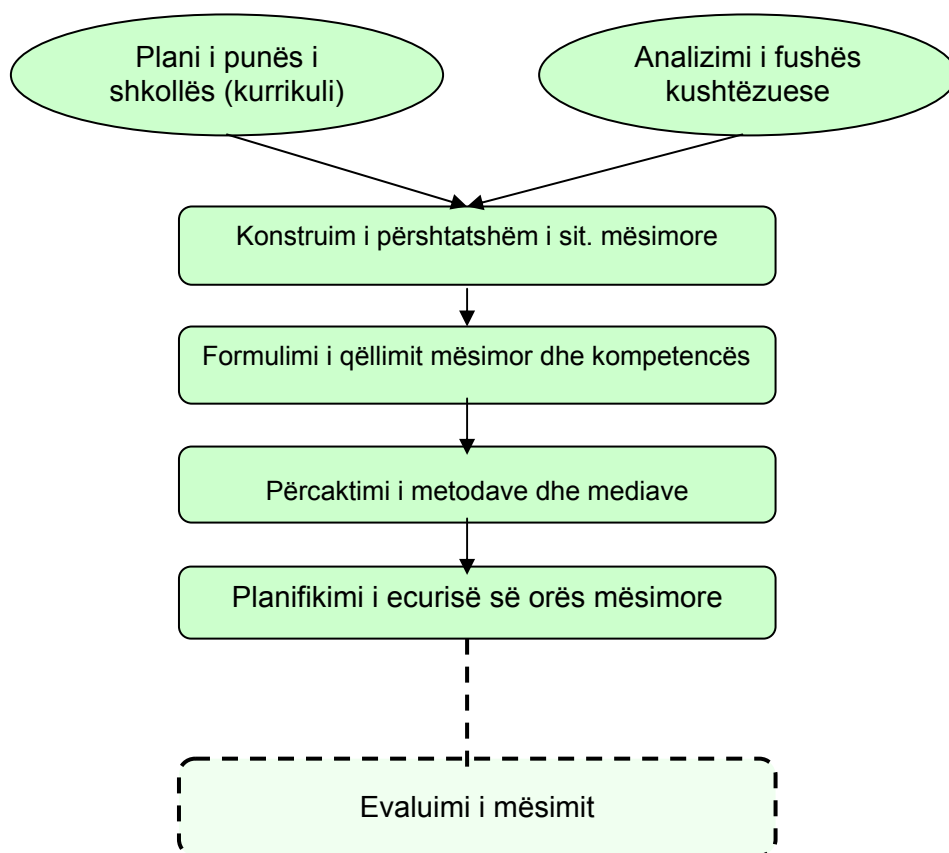 Plani i punës i
shkollës (kurrikuli)
Analizimi i fushës
kushtëzuese
Konstruim i përshtatshëm i sit. mësimore
Formulimi i qëllimit mësimor dhe kompetencës
Përcaktimi i metodave dhe mediave
Planifikimi i ecurisë së orës mësimore
Evaluimi i mësimit